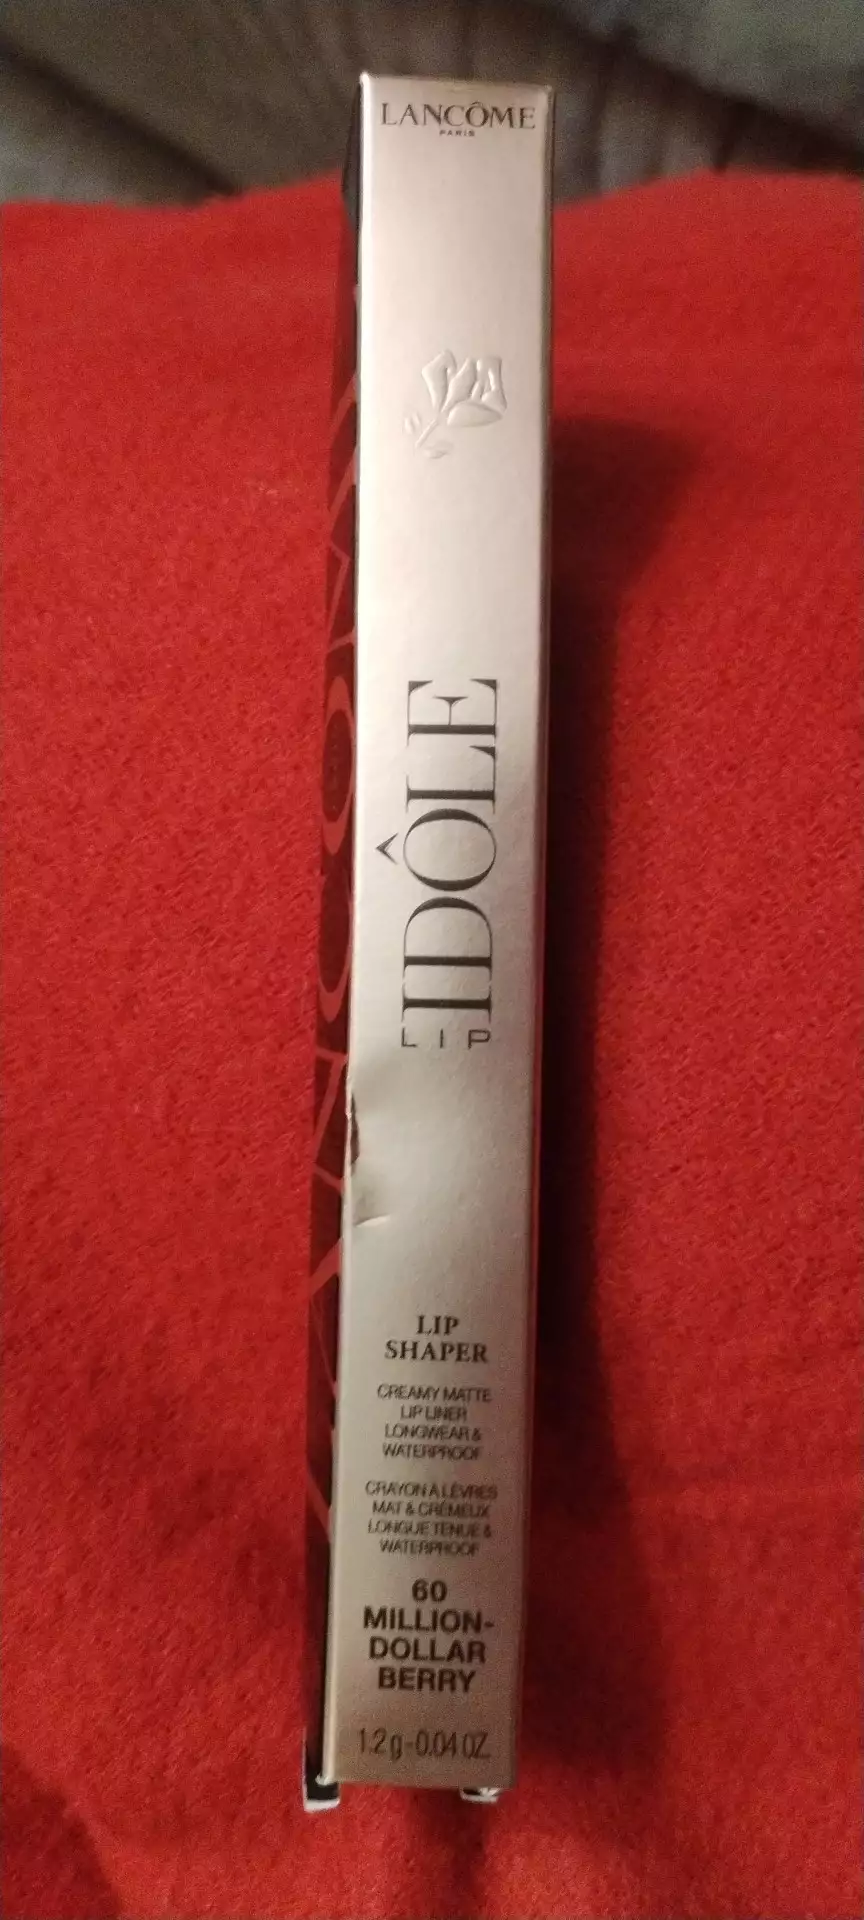 LANCÔME
PARIS
IDÔLE
LIP
LIP
SHAPER
CREAMY MATTE
LIP LINER
LONGWEAR &
WATERPROOF
CRAYON À LÈVRES
MAT & CRÉMEUX
LONGUE TENUE &
WATERPROOF
60
MILLION-
DOLLAR
BERRY
1.2 g-0.04 OZ.
LANCÔME